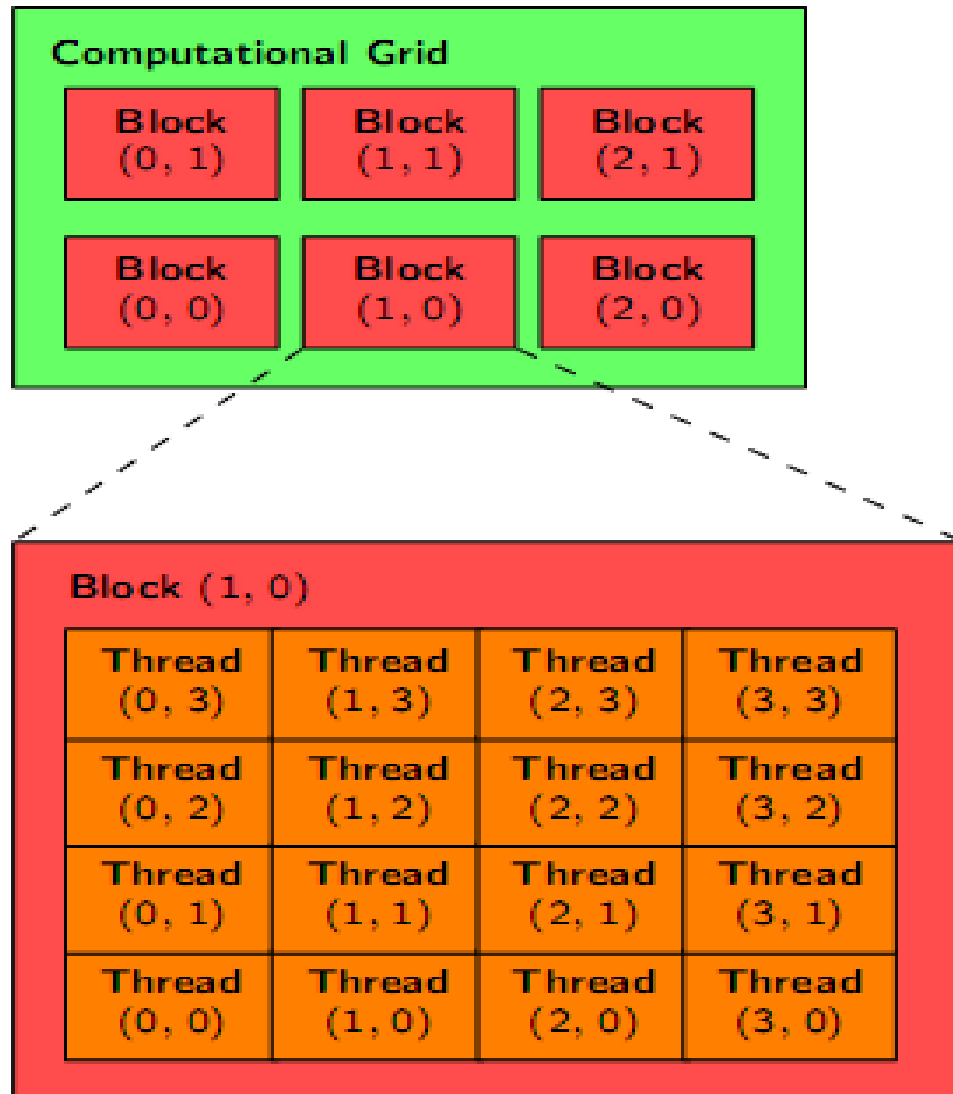 Computational Grid
Block Block Block
(0, 1) (1, 1) (2, 1)
Block Block Block
(0, 0) (1, 0) (2, 0)
Block (1, 0)
Thread Thread Thread Thread
(0, 3) (1, 3) (2, 3) (3, 3)
Thread Thread Thread Thread
(0, 2) (1, 2) (2, 2) (3, 2)
Thread Thread Thread Thread
(0, 1) (1, 1) (2, 1) (3, 1)
Thread Thread Thread Thread
(0, 0) (1, 0) (2, 0) (3, 0)